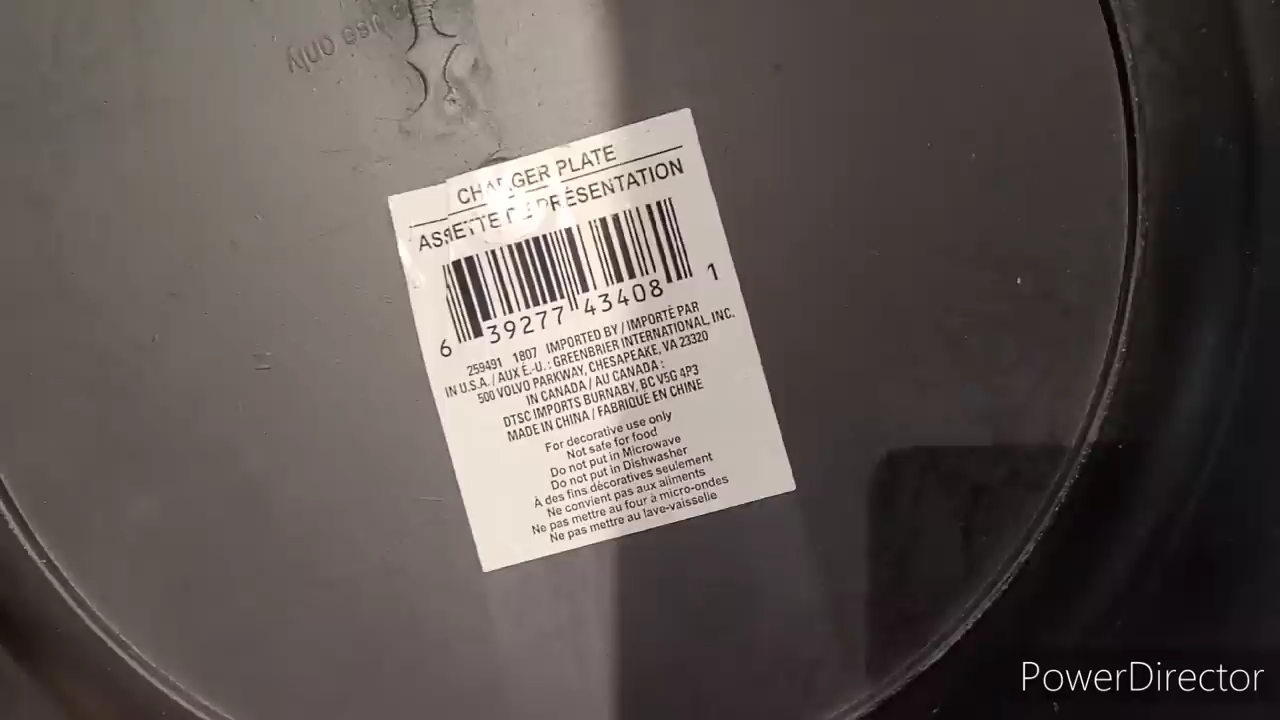 use only
CHARGER PLATE
ASSIETTE DE PRÉSENTATION
6 39277 43408 1
259491 1807 IMPORTED BY / IMPORTÉ PAR
IN U.S.A. / AUX É.-U.: GREENBRIER INTERNATIONAL, INC.
500 VOLVO PARKWAY, CHESAPEAKE, VA 23320
IN CANADA / AU CANADA :
DTSC IMPORTS BURNABY, BC V5G 4P3
MADE IN CHINA / FABRIQUÉ EN CHINE
For decorative use only
Not safe for food
Do not put in Microwave
Do not put in Dishwasher
À des fins décoratives seulement
Ne convient pas aux aliments
Ne pas mettre au four à micro-ondes
Ne pas mettre au lave-vaisselle
PowerDirector